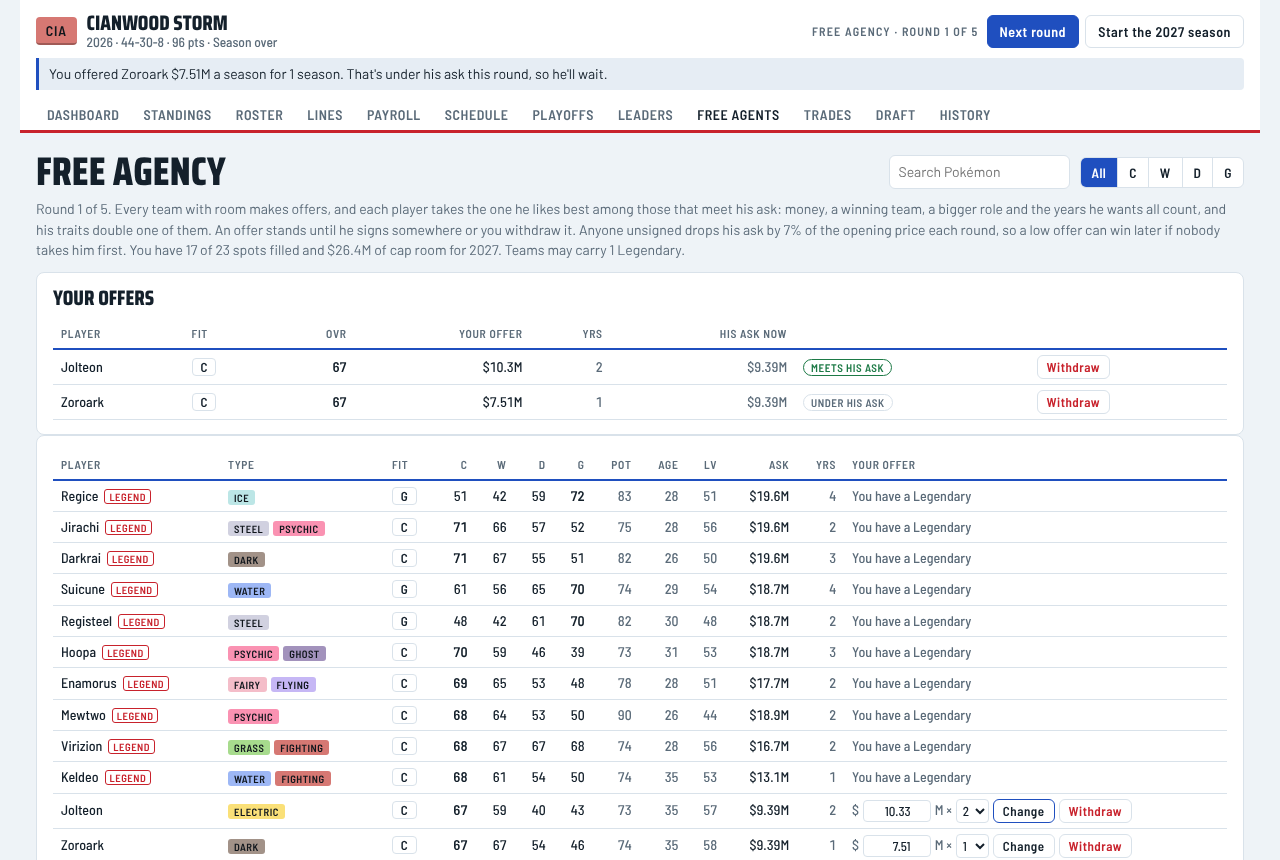 CIA
CIANWOOD STORM
2026 · 44-30-8 · 96 pts · Season over
FREE AGENCY · ROUND 1 OF 5
Next round
Start the 2027 season
You offered Zoroark $7.51M a season for 1 season. That's under his ask this round, so he'll wait.
DASHBOARD STANDINGS ROSTER LINES PAYROLL SCHEDULE PLAYOFFS LEADERS FREE AGENTS TRADES DRAFT HISTORY
FREE AGENCY
Search Pokémon
All C W D G
Round 1 of 5. Every team with room makes offers, and each player takes the one he likes best among those that meet his ask: money, a winning team, a bigger role and the years he wants all count, and
his traits double one of them. An offer stands until he signs somewhere or you withdraw it. Anyone unsigned drops his ask by 7% of the opening price each round, so a low offer can win later if nobody
takes him first. You have 17 of 23 spots filled and $26.4M of cap room for 2027. Teams may carry 1 Legendary.
YOUR OFFERS
PLAYER FIT OVR YOUR OFFER YRS HIS ASK NOW
Jolteon C 67 $10.3M 2 $9.39M MEETS HIS ASK Withdraw
Zoroark C 67 $7.51M 1 $9.39M UNDER HIS ASK Withdraw
PLAYER TYPE FIT C W D G POT AGE LV ASK YRS YOUR OFFER
Regice LEGEND ICE G 51 42 59 72 83 28 51 $19.6M 4 You have a Legendary
Jirachi LEGEND STEEL PSYCHIC C 71 66 57 52 75 28 56 $19.6M 2 You have a Legendary
Darkrai LEGEND DARK C 71 67 55 51 82 26 50 $19.6M 3 You have a Legendary
Suicune LEGEND WATER G 61 56 65 70 74 29 54 $18.7M 4 You have a Legendary
Registeel LEGEND STEEL G 48 42 61 70 82 30 48 $18.7M 2 You have a Legendary
Hoopa LEGEND PSYCHIC GHOST C 70 59 46 39 73 31 53 $18.7M 3 You have a Legendary
Enamorus LEGEND FAIRY FLYING C 69 65 53 48 78 28 51 $17.7M 2 You have a Legendary
Mewtwo LEGEND PSYCHIC C 68 64 53 50 90 26 44 $18.9M 2 You have a Legendary
Virizion LEGEND GRASS FIGHTING C 68 67 67 68 74 28 56 $16.7M 2 You have a Legendary
Keldeo LEGEND WATER FIGHTING C 68 61 54 50 74 35 53 $13.1M 1 You have a Legendary
Jolteon ELECTRIC C 67 59 40 43 73 35 57 $9.39M 2 $ 10.33 M × 2 Change Withdraw
Zoroark DARK C 67 67 54 46 74 35 58 $9.39M 1 $ 7.51 M × 1 Change Withdraw